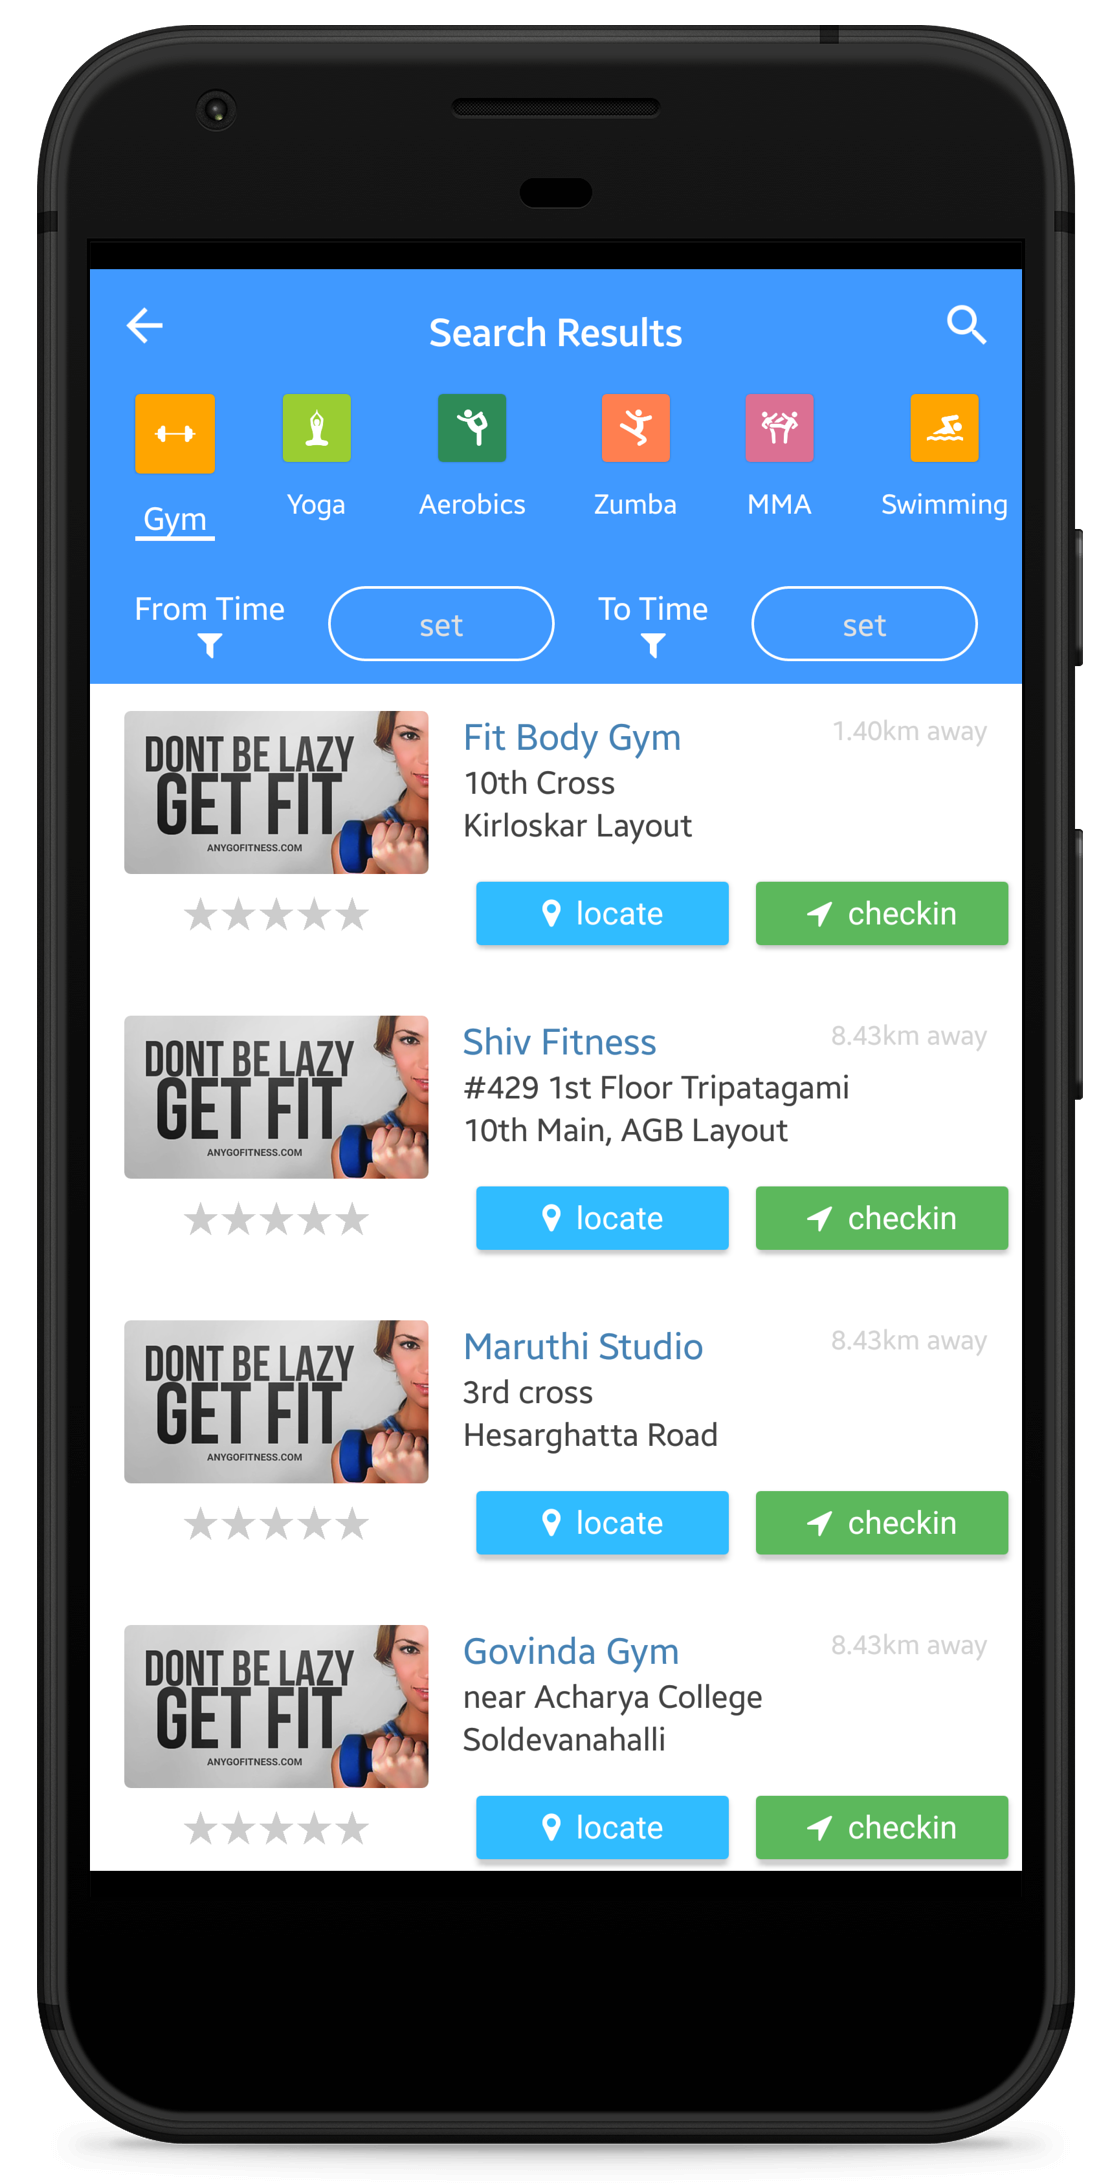 Search Results
Gym
Yoga
Aerobics
Zumba
MMA
Swimming
From Time
set
To Time
set
DONT BE LAZY
GET FIT
ANYGOFITNESS.COM
Fit Body Gym
1.40km away
10th Cross
Kirloskar Layout
locate
checkin
DONT BE LAZY
GET FIT
ANYGOFITNESS.COM
Shiv Fitness
8.43km away
#429 1st Floor Tripatagami
10th Main, AGB Layout
locate
checkin
DONT BE LAZY
GET FIT
ANYGOFITNESS.COM
Maruthi Studio
8.43km away
3rd cross
Hesarghatta Road
locate
checkin
DONT BE LAZY
GET FIT
ANYGOFITNESS.COM
Govinda Gym
8.43km away
near Acharya College
Soldevanahalli
locate
checkin